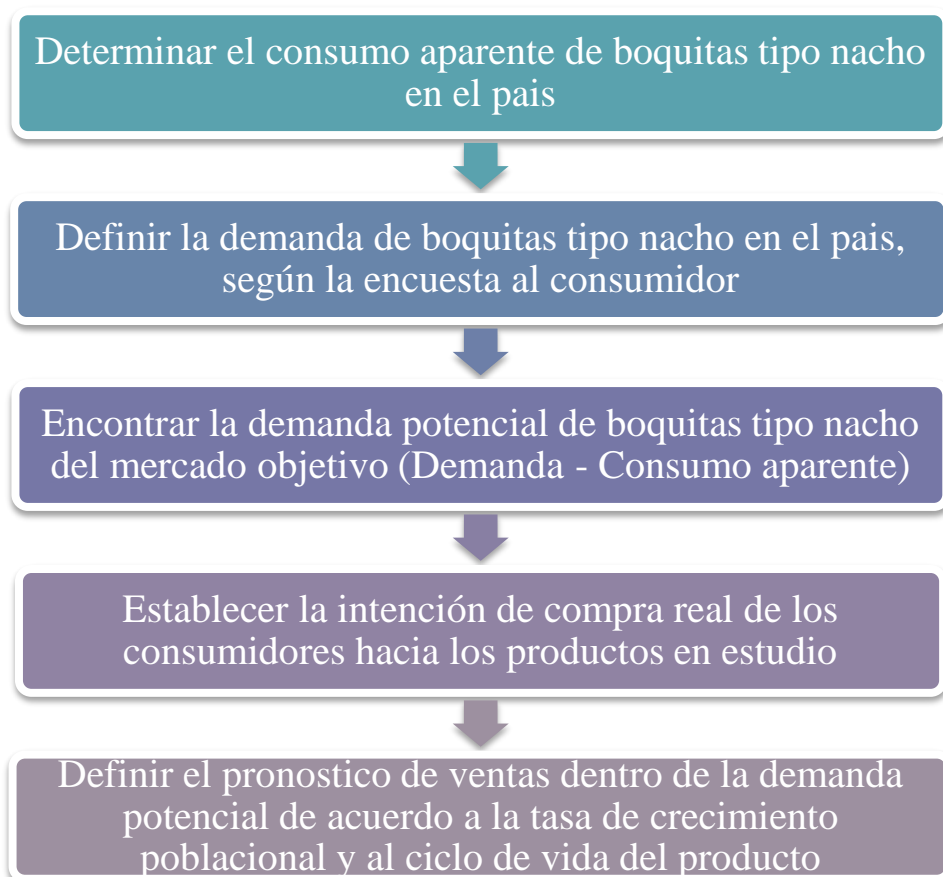 Determinar el consumo aparente de boquitas tipo nacho
en el pais
Definir la demanda de boquitas tipo nacho en el pais,
según la encuesta al consumidor
Encontrar la demanda potencial de boquitas tipo nacho
del mercado objetivo (Demanda - Consumo aparente)
Establecer la intención de compra real de los
consumidores hacia los productos en estudio
Definir el pronostico de ventas dentro de la demanda
potencial de acuerdo a la tasa de crecimiento
poblacional y al ciclo de vida del producto